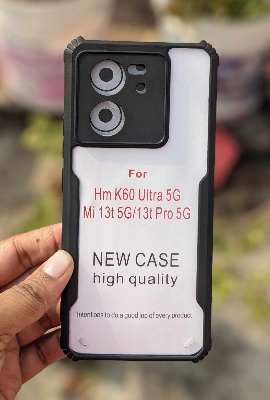 For
Hm K60 Ultra 5G
Mi 13t 5G/13t Pro 5G
NEW CASE
high quality
Intentions to do a good loo of every product